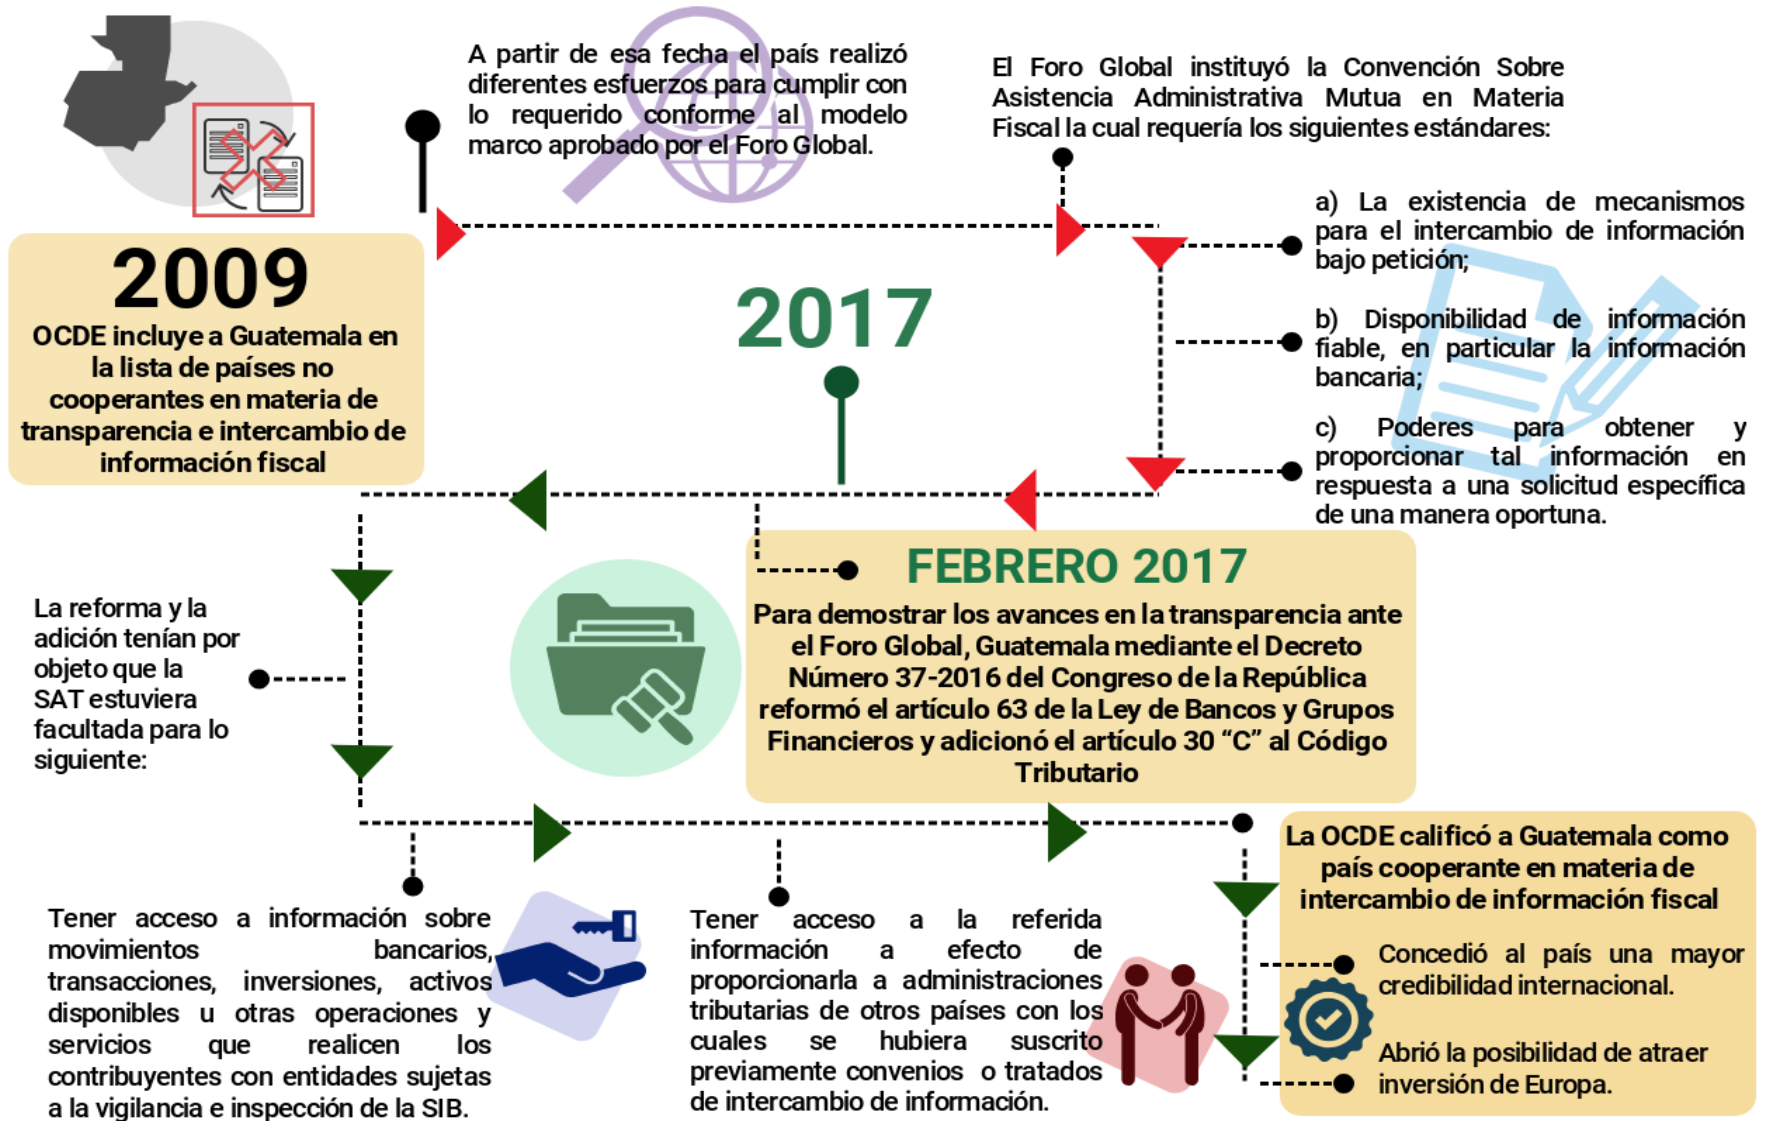 A partir de esa fecha el país realizó
diferentes esfuerzos para cumplir con
lo requerido conforme al modelo
marco aprobado por el Foro Global.
El Foro Global instituyó la Convención Sobre
Asistencia Administrativa Mutua en Materia
Fiscal la cual requería los siguientes estándares:
a) La existencia de mecanismos
para el intercambio de información
bajo petición;
b) Disponibilidad de información
fiable, en particular la información
bancaria;
c) Poderes para obtener y
proporcionar tal información en
respuesta a una solicitud específica
de una manera oportuna.
2009
OCDE incluye a Guatemala en
la lista de países no
cooperantes en materia de
transparencia e intercambio de
información fiscal
2017
FEBRERO 2017
Para demostrar los avances en la transparencia ante
el Foro Global, Guatemala mediante el Decreto
Número 37-2016 del Congreso de la República
reformó el artículo 63 de la Ley de Bancos y Grupos
Financieros y adicionó el artículo 30 “C” al Código
Tributario
La reforma y la
adición tenían por
objeto que la
SAT estuviera
facultada para lo
siguiente:
Tener acceso a información sobre
movimientos bancarios,
transacciones, inversiones, activos
disponibles u otras operaciones y
servicios que realicen los
contribuyentes con entidades sujetas
a la vigilancia e inspección de la SIB.
Tener acceso a la referida
información a efecto de
proporcionarla a administraciones
tributarias de otros países con los
cuales se hubiera suscrito
previamente convenios o tratados
de intercambio de información.
La OCDE calificó a Guatemala como
país cooperante en materia de
intercambio de información fiscal
Concedió al país una mayor
credibilidad internacional.
Abrió la posibilidad de atraer
inversión de Europa.